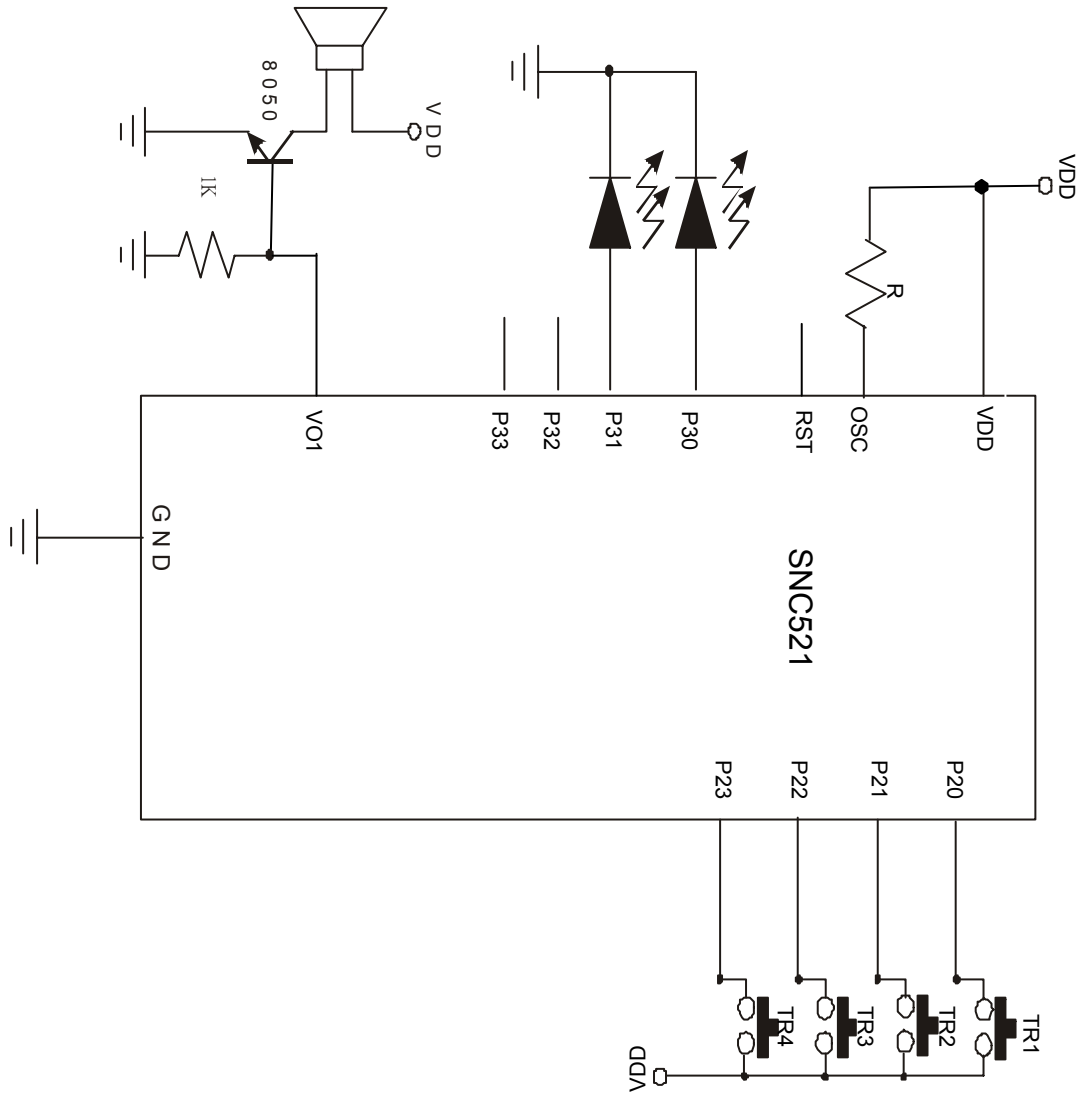 8050
VDD
1K
VDD
R
VO1
P33
P32
P31
P30
RST
OSC
VDD
GND
SNC521
P23
P22
P21
P20
TR4
TR3
TR2
TR1
VDD